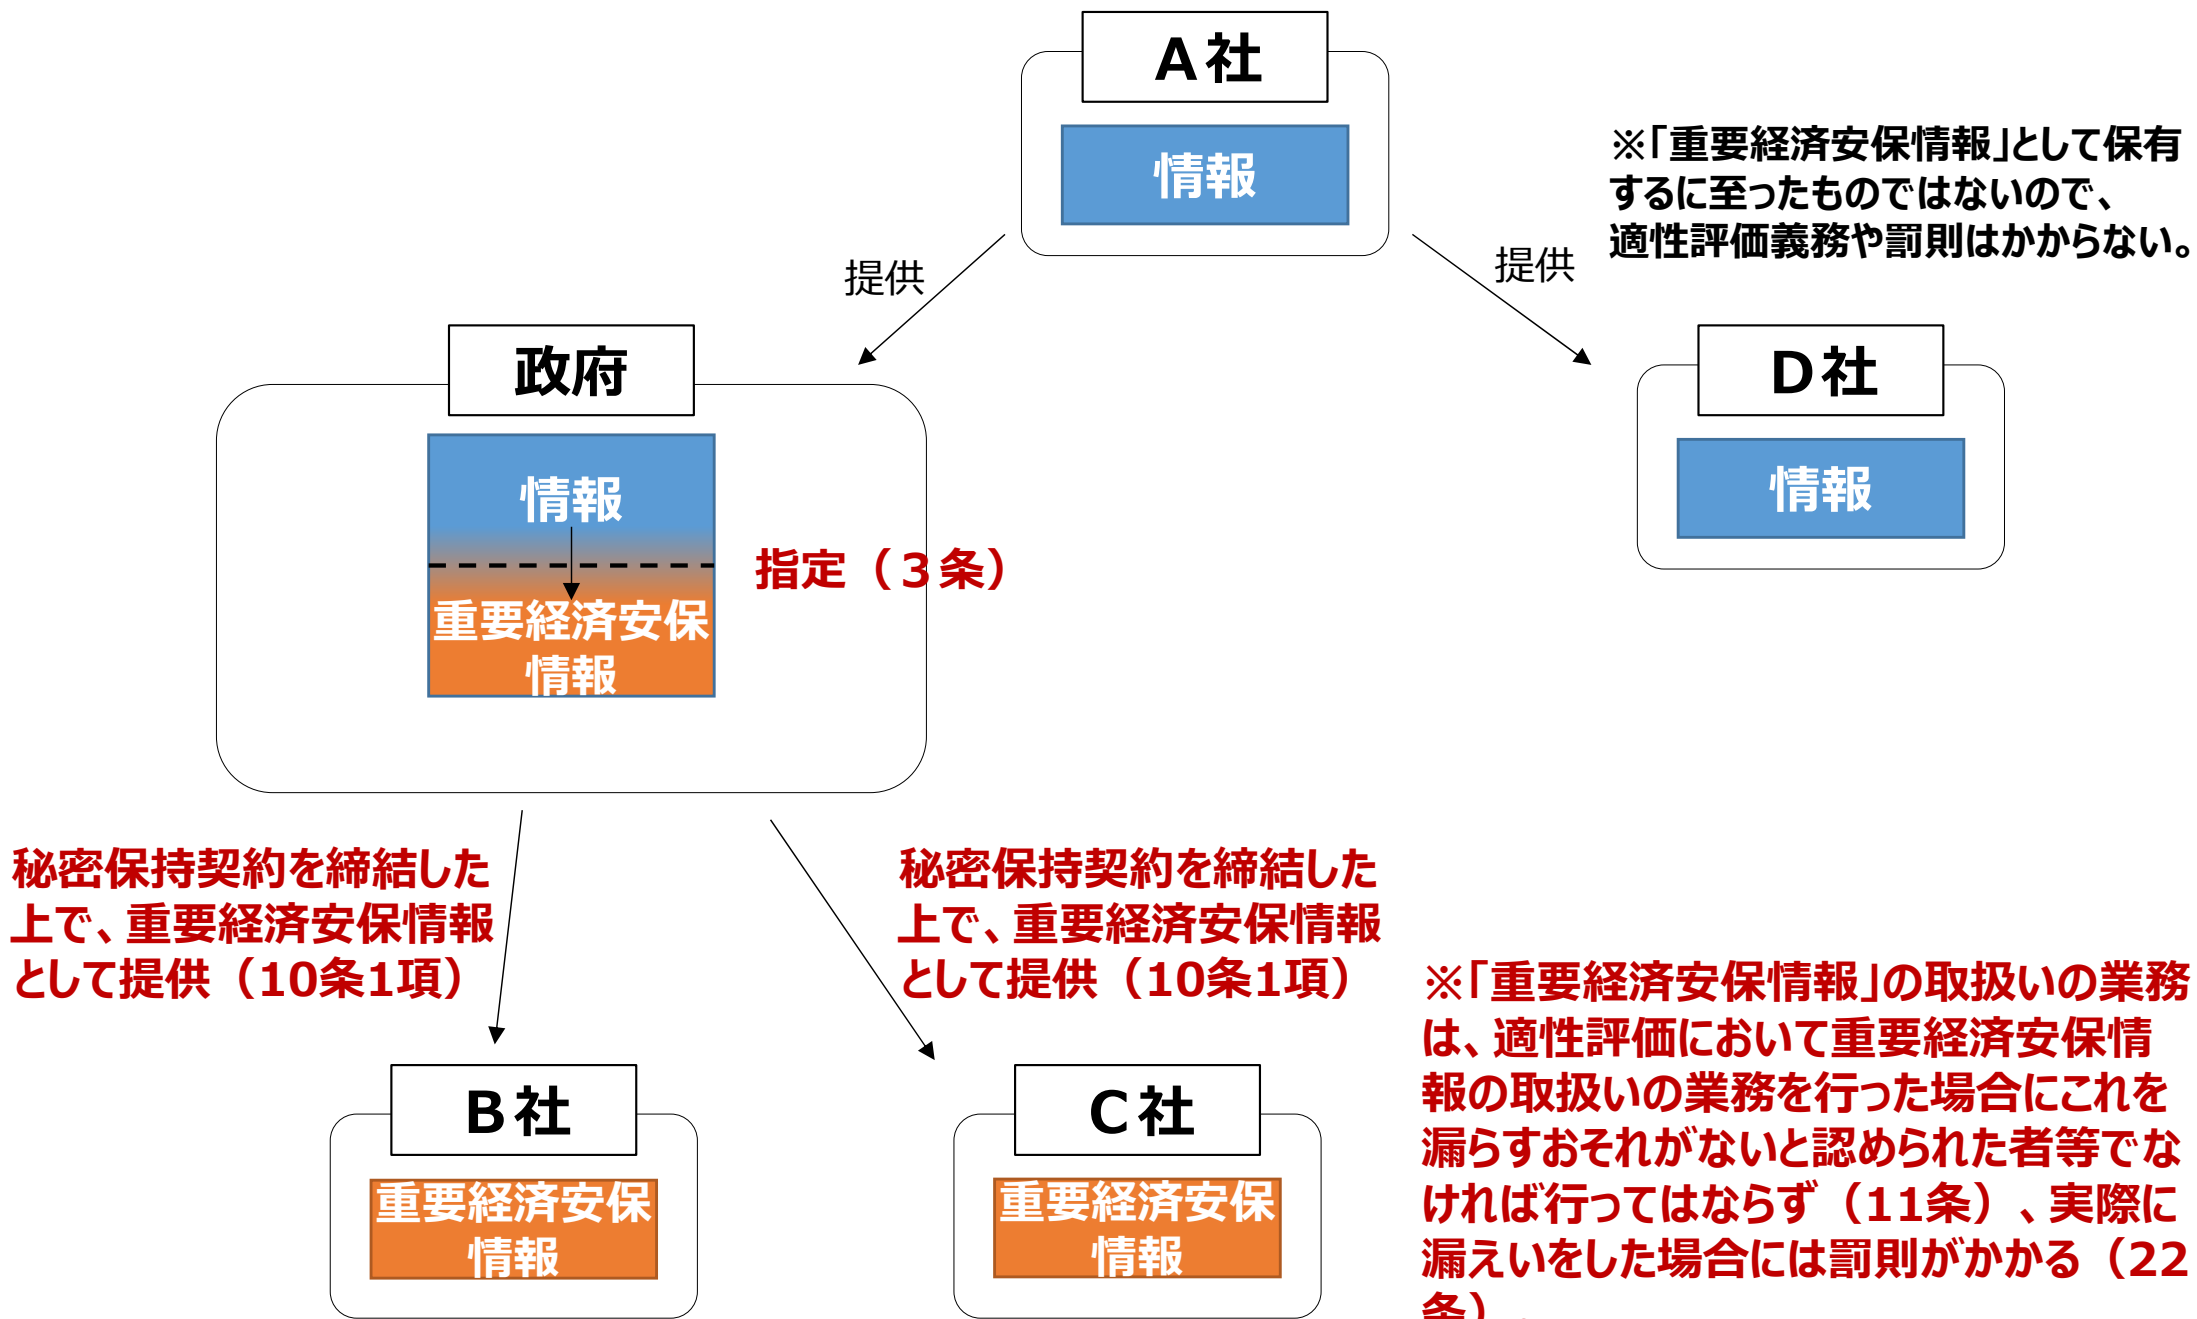 A社
情報
※「重要経済安保情報」として保有
するに至ったものではないので、
適性評価義務や罰則はかからない。
提供
提供
政府
情報
指定（３条）
重要経済安保
情報
D社
情報
秘密保持契約を締結した
上で、重要経済安保情報
として提供（10条1項）
秘密保持契約を締結した
上で、重要経済安保情報
として提供（10条1項）
B社
重要経済安保
情報
C社
重要経済安保
情報
※「重要経済安保情報」の取扱いの業務
は、適性評価において重要経済安保情
報の取扱いの業務を行った場合にこれを
漏らすおそれがないと認められた者等でな
ければ行ってはならず（11条）、実際に
漏えいをした場合には罰則がかかる（22
条）。